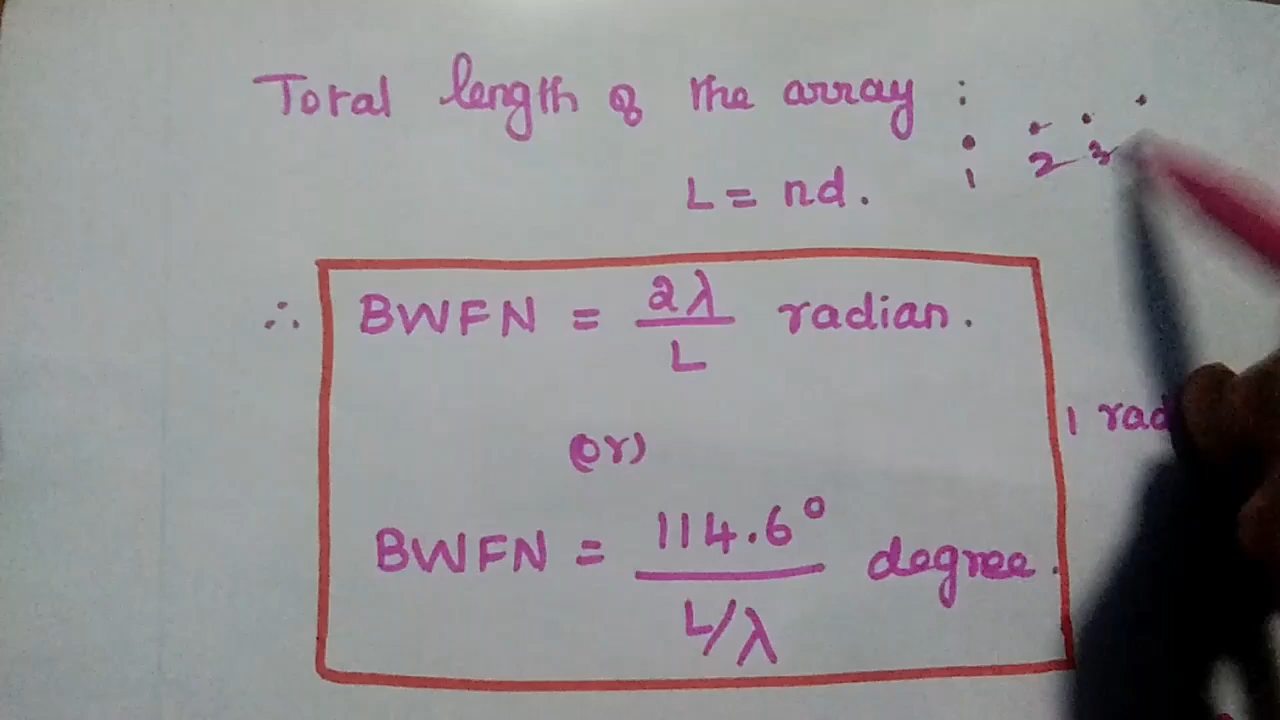 Total length of the array :
1 2 3
L = nd.
∴ BWFN = 2λ / L radian.
(or)
1 rad
BWFN = 114.6° / L/λ degree.